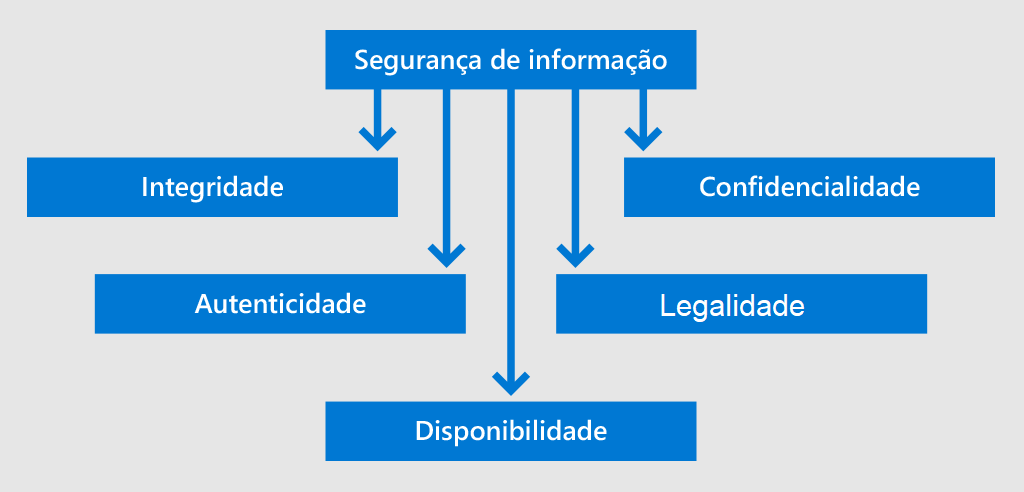 Segurança de informação
Integridade
Confidencialidade
Autenticidade
Legalidade
Disponibilidade